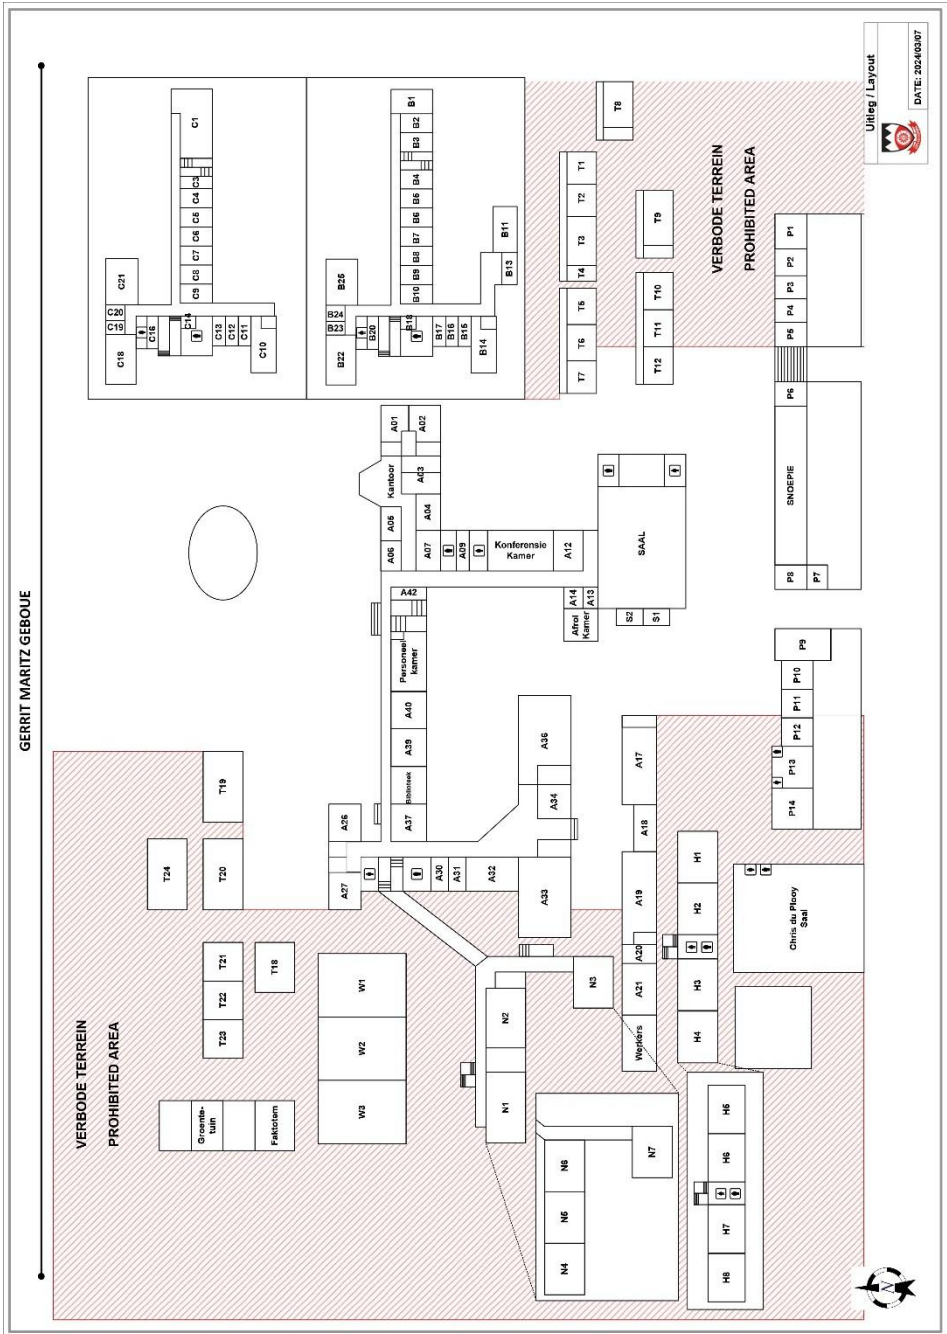 GERRIT MARITZ GEBOUE
Uitleg / Layout
DATE: 2024/03/07
VERBODE TERREIN
PROHIBITED AREA
VERBODE TERREIN
PROHIBITED AREA
C1
C3
C4
C5
C6
C7
C8
C9
C10
C11
C12
C13
C14
C16
C18
C19
C20
C21
B1
B2
B3
B4
B5
B6
B7
B8
B9
B10
B11
B13
B14
B15
B16
B17
B18
B20
B22
B23
B24
B25
T1
T2
T3
T4
T5
T6
T7
T8
T9
T10
T11
T12
P1
P2
P3
P4
P5
P6
SNOEPIE
P8
P7
P9
P10
P11
P12
P13
P14
A01
A02
Kantoor
A03
A04
A05
A06
A07
A09
Konferensie
Kamer
A12
SAAL
A14
A13
Afrol
Kamer
S2
S1
A42
Personeel
kamer
A40
A39
Biblioteek
A37
A36
A34
A33
A32
A31
A30
A26
A27
A17
A18
A19
A20
A21
Werkers
T19
T20
T24
T21
T22
T23
T18
Groente-
tuin
Faktotem
W1
W2
W3
N1
N2
N3
N4
N5
N6
N7
H1
H2
H3
H4
H5
H6
H7
H8
Chris du Plooy
Saal
N